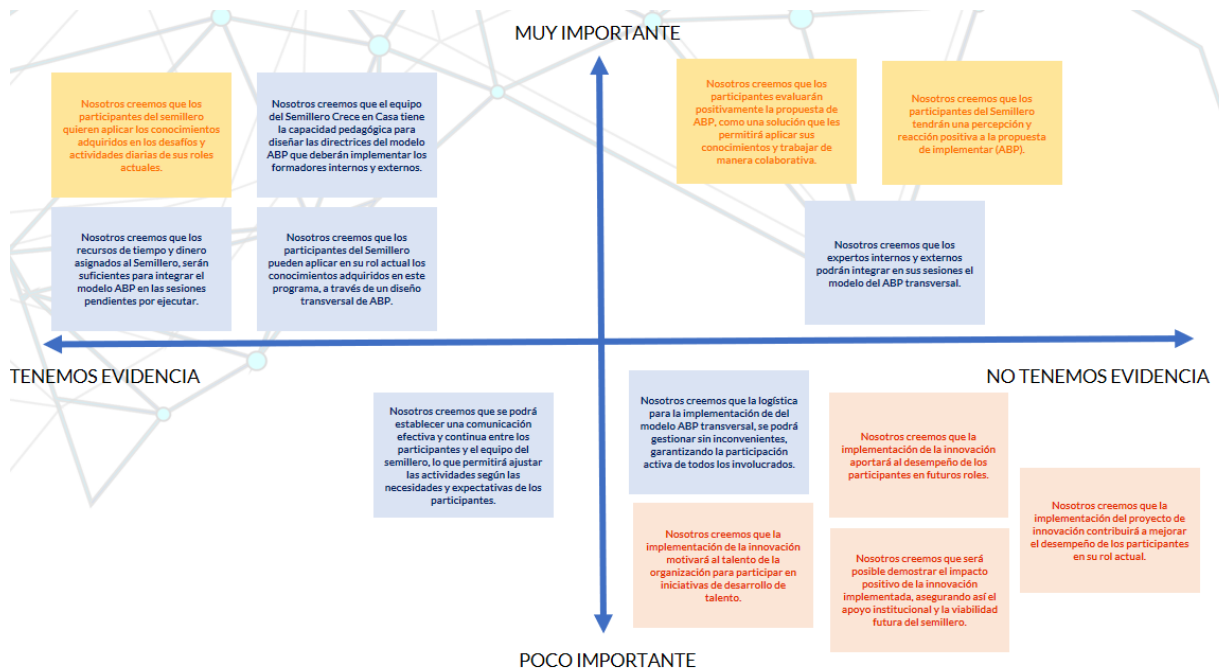 MUY IMPORTANTE
Nosotros creemos que los
participantes del semillero
quieren aplicar los conocimientos
adquiridos en los desafíos y
actividades diarias de sus roles
actuales.
Nosotros creemos que el equipo
del Semillero Crece en Casa tiene
la capacidad pedagógica para
diseñar las directrices del modelo
ABP que deberán implementar los
formadores internos y externos.
Nosotros creemos que los
participantes evaluarán
positivamente la propuesta de
ABP, como una solución que les
permitirá aplicar sus
conocimientos y trabajar de
manera colaborativa.
Nosotros creemos que los
participantes del Semillero
tendrán una percepción y
reacción positiva a la propuesta
de implementar (ABP).
Nosotros creemos que los
recursos de tiempo y dinero
asignados al Semillero, serán
suficientes para integrar el
modelo ABP en las sesiones
pendientes por ejecutar.
Nosotros creemos que los
participantes del Semillero
pueden aplicar en su rol actual los
conocimientos adquiridos en este
programa, a través de un diseño
transversal de ABP.
Nosotros creemos que los
expertos internos y externos
podrán integrar en sus sesiones el
modelo del ABP transversal.
TENEMOS EVIDENCIA
NO TENEMOS EVIDENCIA
Nosotros creemos que se podrá
establecer una comunicación
efectiva y continua entre los
participantes y el equipo del
semillero, lo que permitirá ajustar
las actividades según las
necesidades y expectativas de los
participantes.
Nosotros creemos que la logística
para la implementación de del
modelo ABP transversal, se podrá
gestionar sin inconvenientes,
garantizando la participación
activa de todos los involucrados.
Nosotros creemos que la
implementación de la innovación
aportará al desempeño de los
participantes en futuros roles.
Nosotros creemos que la
implementación del proyecto de
innovación contribuirá a mejorar
el desempeño de los participantes
en su rol actual.
Nosotros creemos que la
implementación de la innovación
motivará al talento de la
organización para participar en
iniciativas de desarrollo de
talento.
Nosotros creemos que será
posible demostrar el impacto
positivo de la innovación
implementada, asegurando así el
apoyo institucional y la viabilidad
futura del semillero.
POCO IMPORTANTE